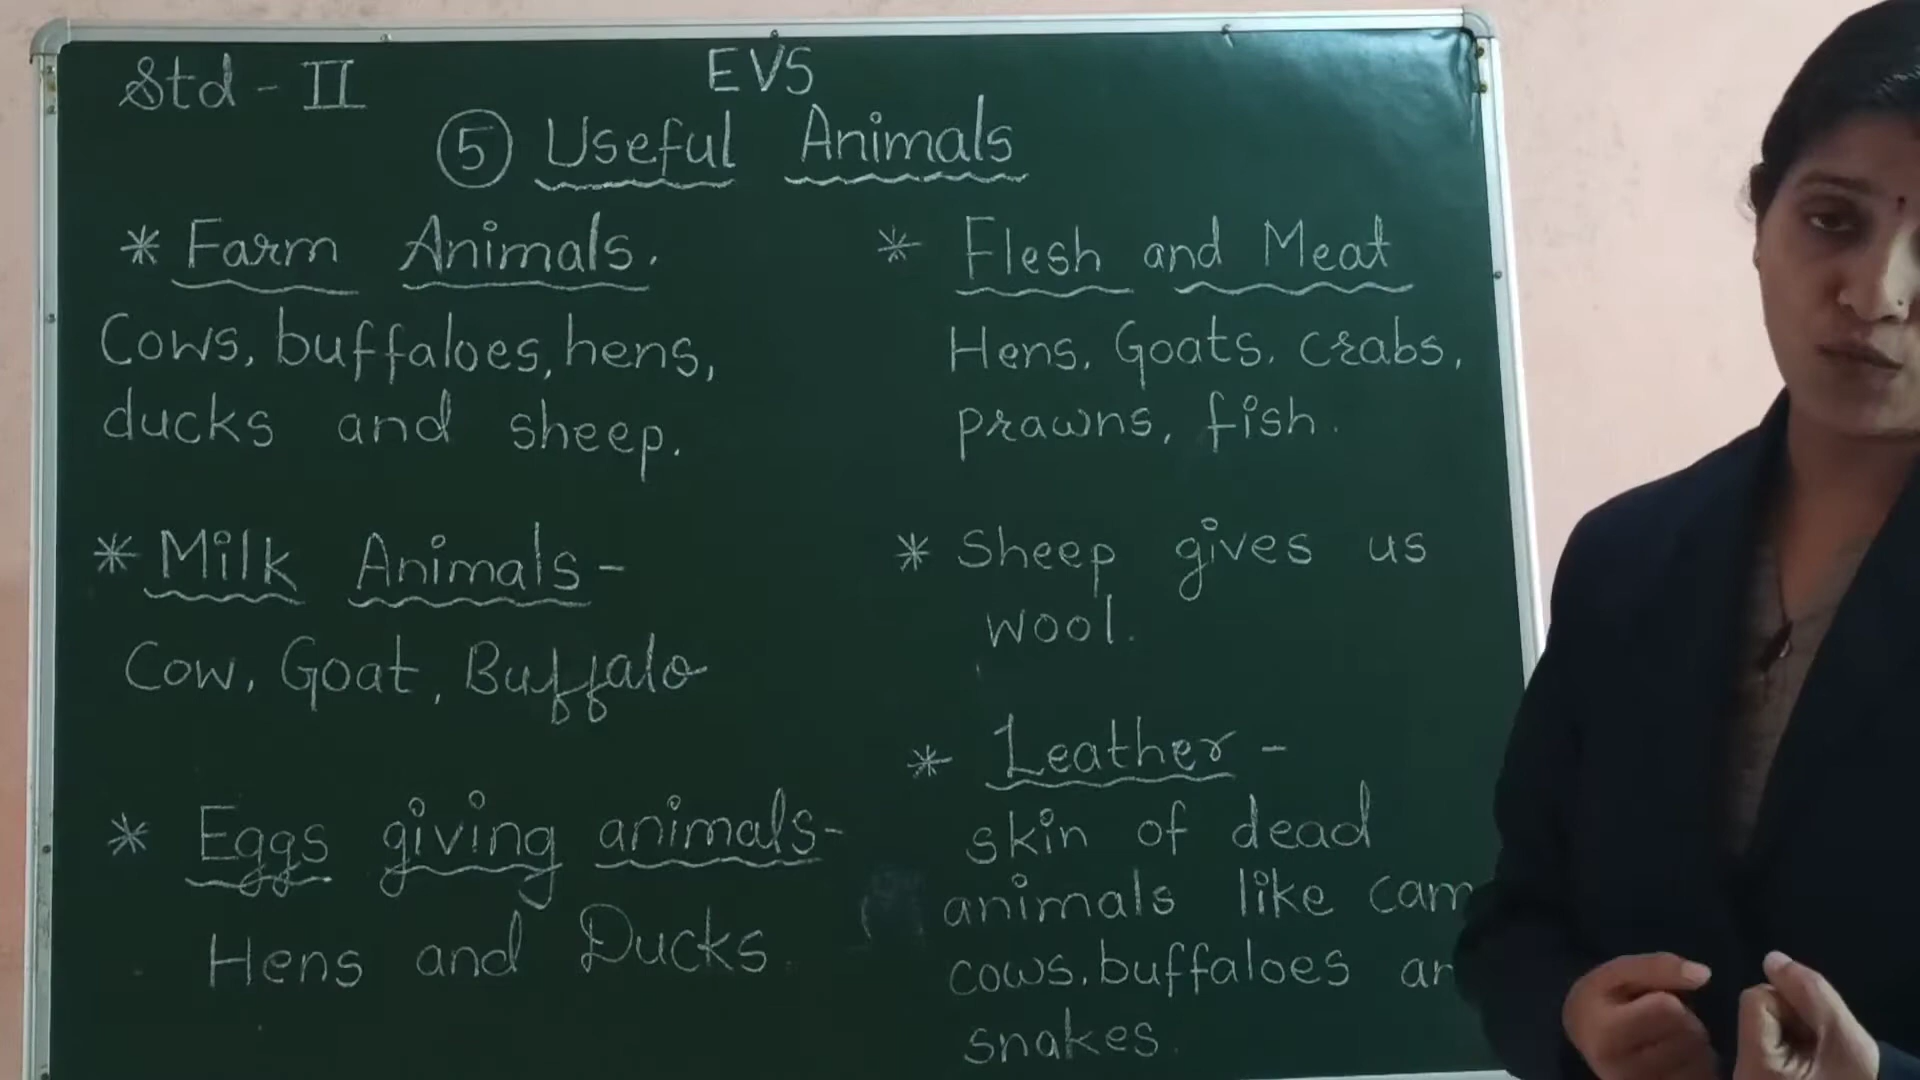 Std - II
EVS
5 Useful Animals
* Farm Animals.
Cows, buffaloes, hens,
ducks and sheep.
* Milk Animals -
Cow, Goat, Buffalo
* Eggs giving animals -
Hens and Ducks.
* Flesh and Meat
Hens, Goats, crabs,
prawns, fish.
* Sheep gives us
wool.
* Leather -
skin of dead
animals like
cows, buffaloes
snakes.